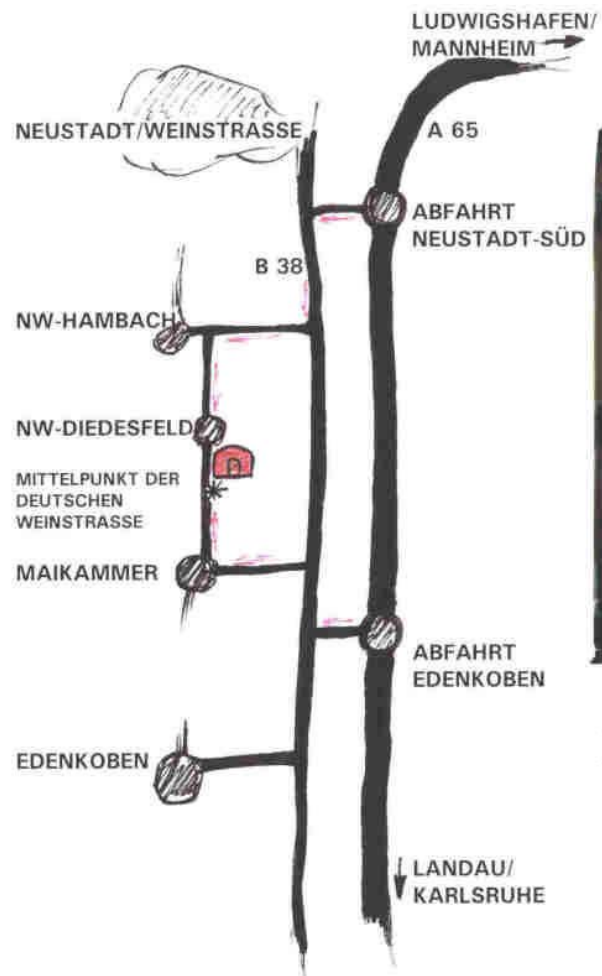 LUDWIGSHAFEN/
MANNHEIM
NEUSTADT/WEINSTRASSE
A 65
ABFAHRT
NEUSTADT-SÜD
B 38
NW-HAMBACH
NW-DIEDESFELD
MITTELPUNKT DER
DEUTSCHEN
WEINSTRASSE
MAIKAMMER
ABFAHRT
EDENKOBEN
EDENKOBEN
LANDAU/
KARLSRUHE